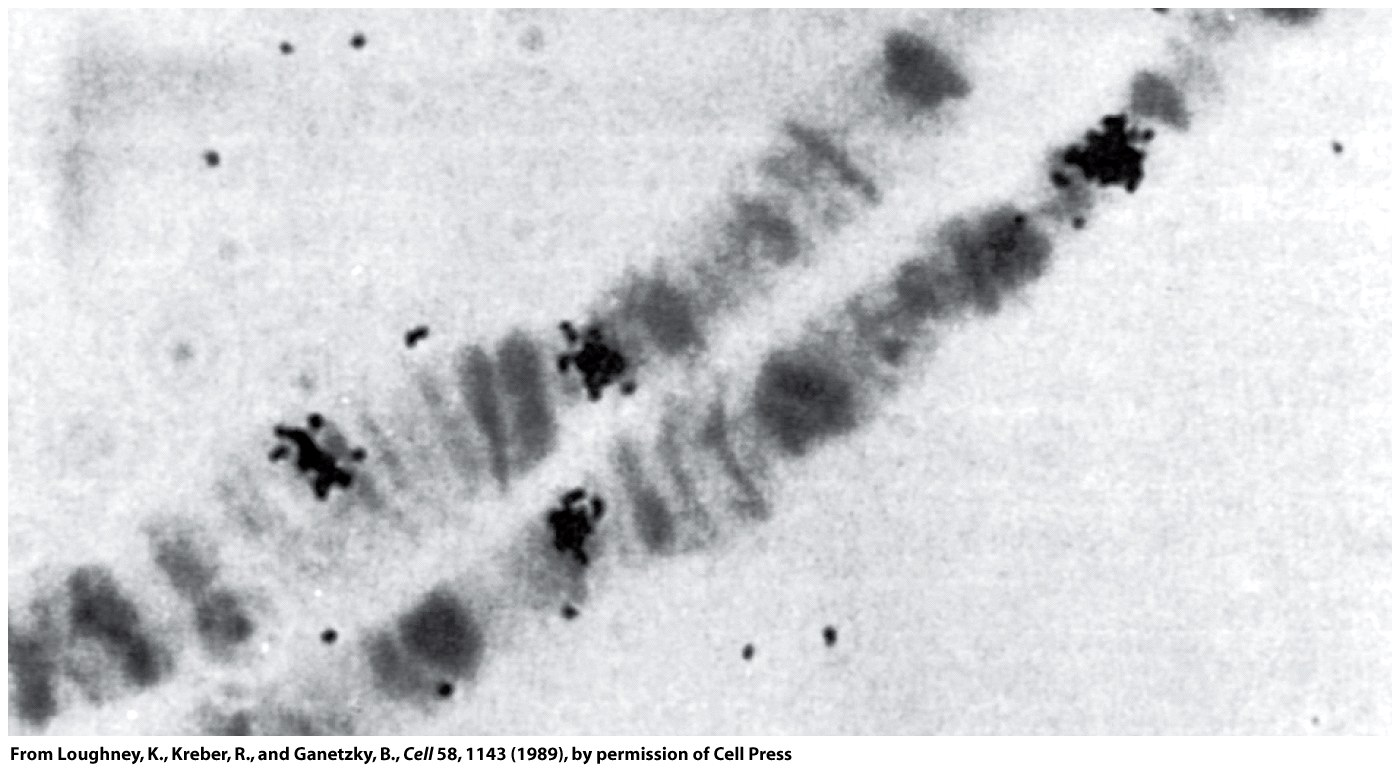 From Loughney, K., Kreber, R., and Ganetzky, B., Cell 58, 1143 (1989), by permission of Cell Press